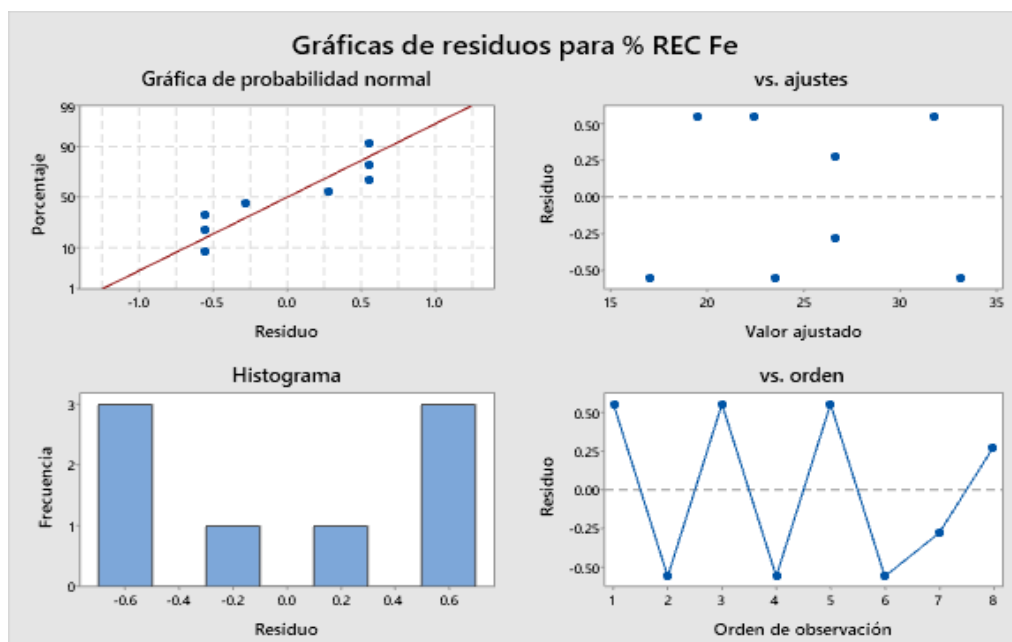 Gráficas de residuos para % REC Fe
Gráfica de probabilidad normal
99
90
50
10
1
Porcentaje
-1.0 -0.5 0.0 0.5 1.0
Residuo
vs. ajustes
0.50
0.25
0.00
-0.25
-0.50
Residuo
15 20 25 30 35
Valor ajustado
Histograma
3
2
1
0
Frecuencia
-0.6 -0.4 -0.2 0.0 0.2 0.4 0.6
Residuo
vs. orden
0.50
0.25
0.00
-0.25
-0.50
Residuo
1 2 3 4 5 6 7 8
Orden de observación